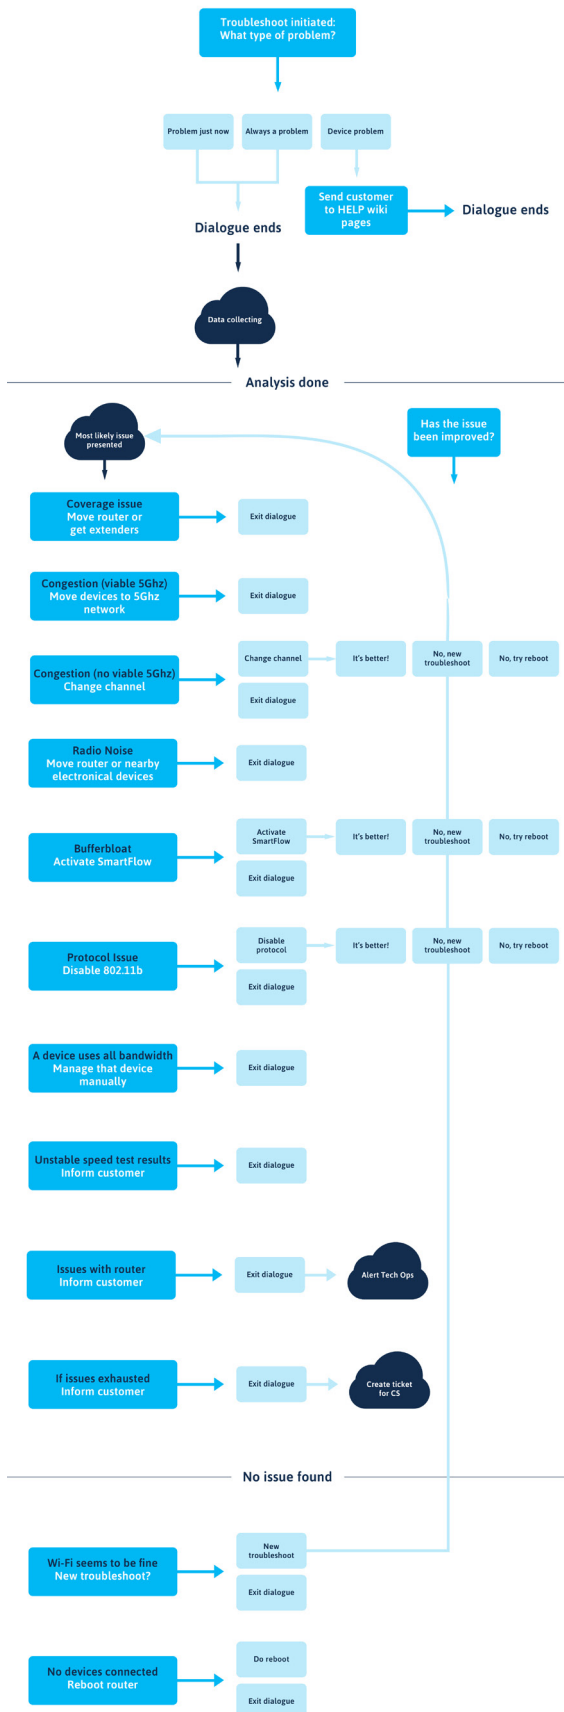 Troubleshoot initiated:
What type of problem?
Problem just now
Always a problem
Device problem
Send customer
to HELP wiki
pages
Dialogue ends
Dialogue ends
Data collecting
Analysis done
Most likely issue
presented
Has the issue
been improved?
Coverage issue
Move router or
get extenders
Exit dialogue
Congestion (viable 5Ghz)
Move devices to 5Ghz
network
Exit dialogue
Congestion (no viable 5Ghz)
Change channel
Change channel
Exit dialogue
It's better!
No, new
troubleshoot
No, try reboot
Radio Noise
Move router or nearby
electronical devices
Exit dialogue
Bufferbloat
Activate SmartFlow
Activate
SmartFlow
Exit dialogue
It's better!
No, new
troubleshoot
No, try reboot
Protocol Issue
Disable 802.11b
Disable
protocol
Exit dialogue
It's better!
No, new
troubleshoot
No, try reboot
A device uses all bandwidth
Manage that device
manually
Exit dialogue
Unstable speed test results
Inform customer
Exit dialogue
Issues with router
Inform customer
Exit dialogue
Alert Tech Ops
If issues exhausted
Inform customer
Exit dialogue
Create ticket
for CS
No issue found
Wi-Fi seems to be fine
New troubleshoot?
New
troubleshoot
Exit dialogue
No devices connected
Reboot router
Do reboot
Exit dialogue